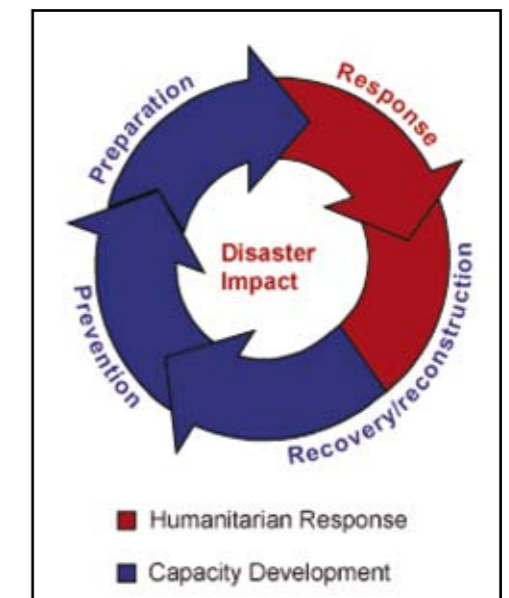 Preparation
Response
Disaster
Impact
Prevention
Recovery/reconstruction
Humanitarian Response
Capacity Development